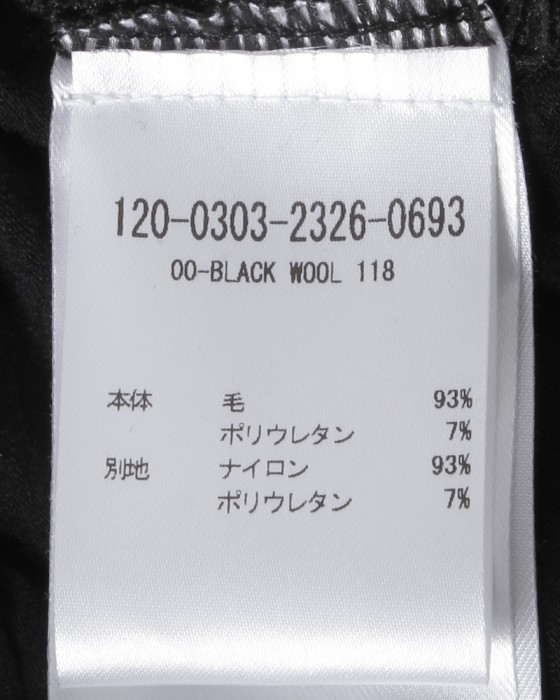 120-0303-2326-0693
00-BLACK WOOL 118
本体 毛 93%
ポリウレタン 7%
別地 ナイロン 93%
ポリウレタン 7%